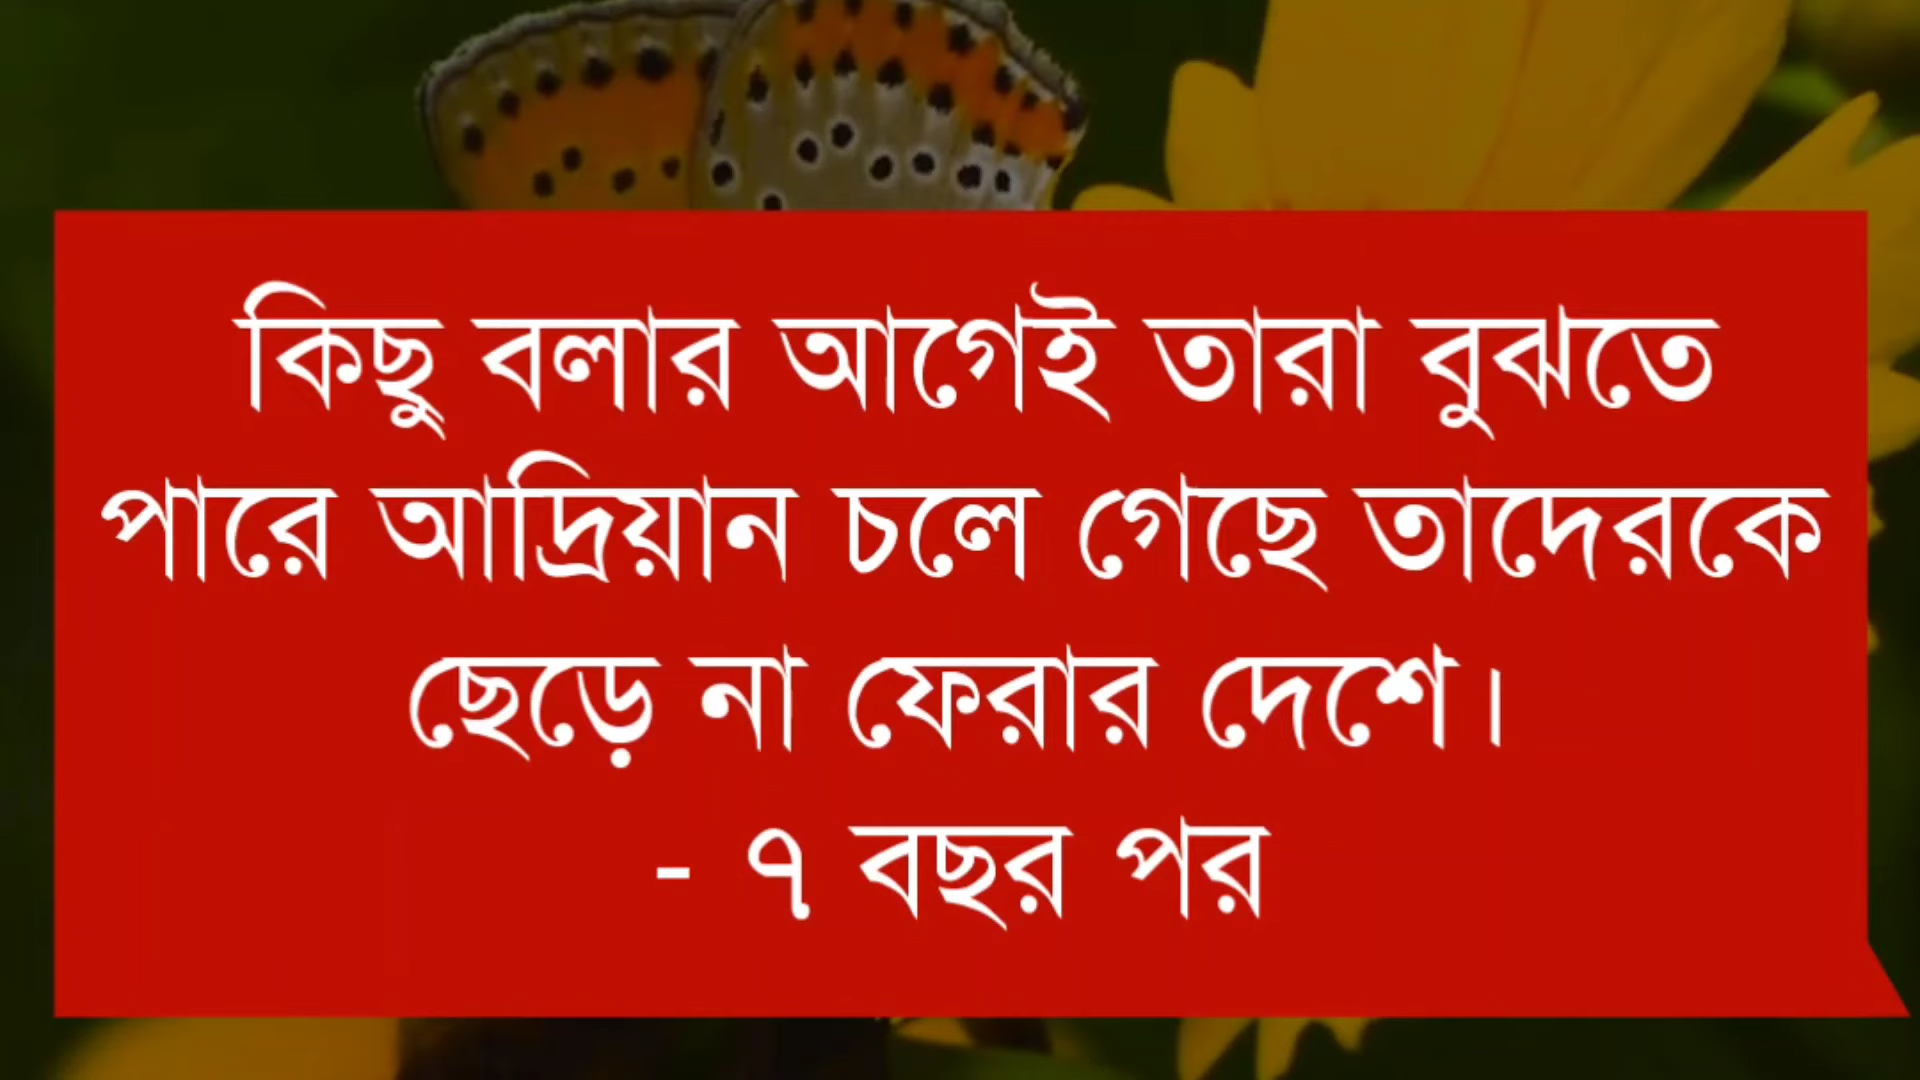 কিছু বলার আগেই তারা বুঝতে
পারে আদ্রিয়ান চলে গেছে তাদেরকে
ছেড়ে না ফেরার দেশে।
- ৭ বছর পর